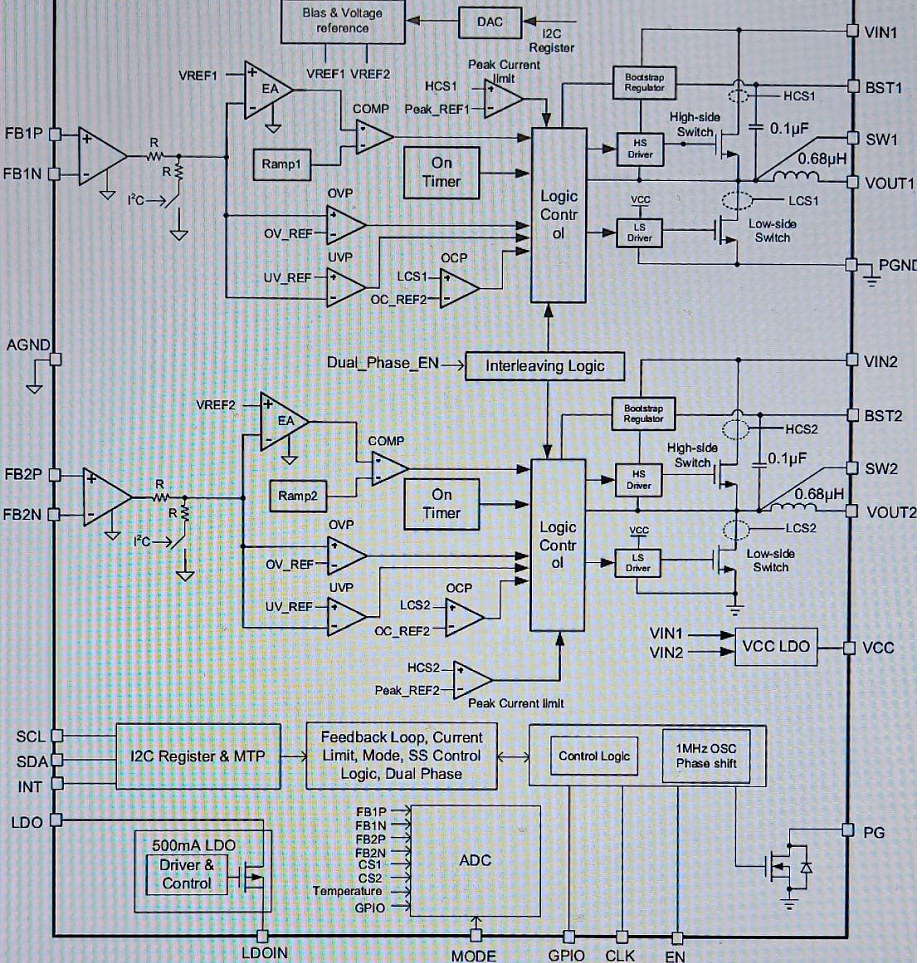 Bias & Voltage
reference
DAC
I2C
Register
VREF1
VREF2
VIN1
VREF1
EA
Peak Current
limit
HCS1
Peak_REF1
Bootstrap
Regulator
HCS1
BST1
COMP
High-side
Switch
0.1µF
FB1P
SW1
FB1N
R
R
I²C
Ramp1
On
Timer
HS
Driver
0.68µH
VOUT1
Logic
Contr
ol
OVP
OV_REF
VCC
LS
Driver
LCS1
Low-side
Switch
UVP
UV_REF
OCP
LCS1
OC_REF2
PGND
AGND
Dual_Phase_EN
Interleaving Logic
VIN2
VREF2
EA
Bootstrap
Regulator
BST2
HCS2
COMP
High-side
Switch
0.1µF
FB2P
SW2
FB2N
R
R
I²C
Ramp2
On
Timer
HS
Driver
0.68µH
VOUT2
Logic
Contr
ol
OVP
OV_REF
VCC
LS
Driver
LCS2
Low-side
Switch
UVP
UV_REF
OCP
LCS2
OC_REF2
VIN1
VIN2
VCC LDO
VCC
HCS2
Peak_REF2
Peak Current limit
SCL
SDA
INT
I2C Register & MTP
Feedback Loop, Current
Limit, Mode, SS Control
Logic, Dual Phase
Control Logic
1MHz OSC
Phase shift
LDO
500mA LDO
Driver &
Control
FB1P
FB1N
FB2P
FB2N
CS1
CS2
Temperature
GPIO
ADC
PG
LDOIN
MODE
GPIO
CLK
EN